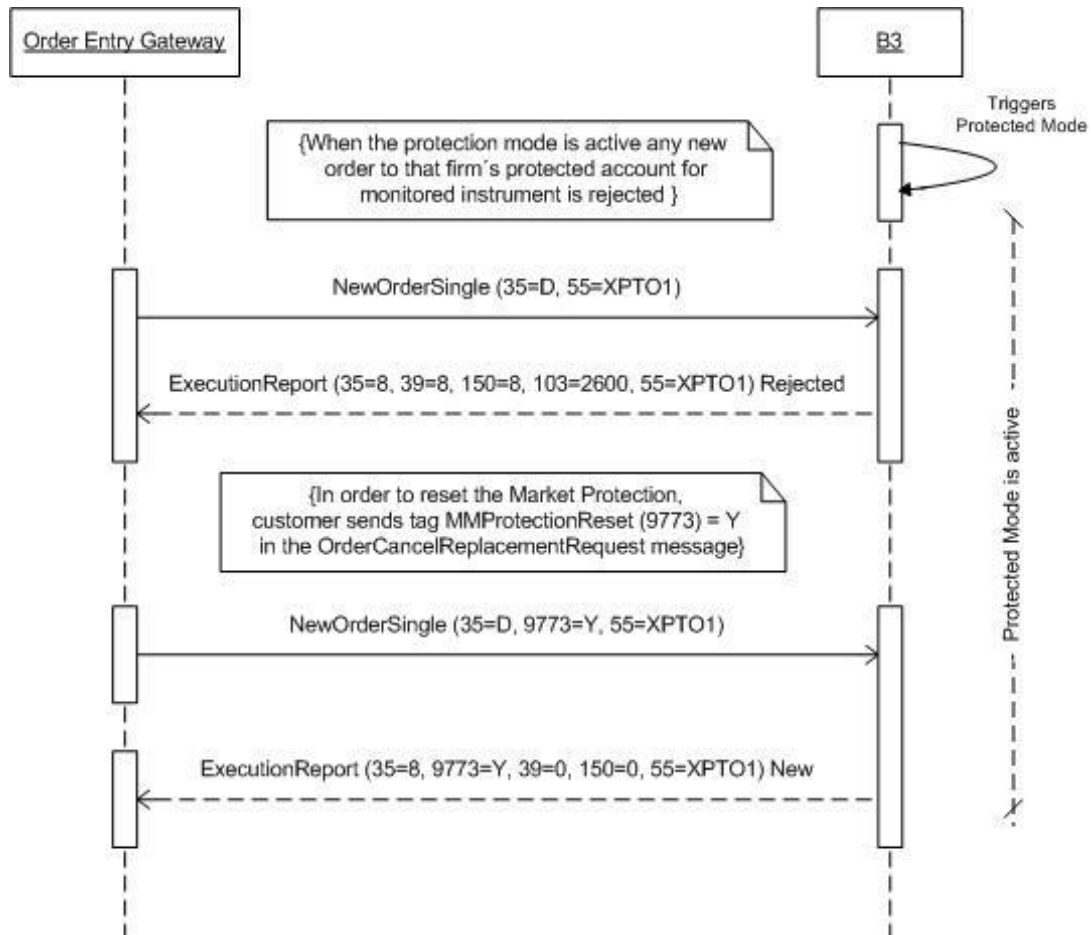 Order Entry Gateway
B3
Triggers
Protected Mode
{When the protection mode is active any new
order to that firm´s protected account for
monitored instrument is rejected }
NewOrderSingle (35=D, 55=XPTO1)
ExecutionReport (35=8, 39=8, 150=8, 103=2600, 55=XPTO1) Rejected
Protected Mode is active
{In order to reset the Market Protection,
customer sends tag MMProtectionReset (9773) = Y
in the OrderCancelReplacementRequest message}
NewOrderSingle (35=D, 9773=Y, 55=XPTO1)
ExecutionReport (35=8, 9773=Y, 39=0, 150=0, 55=XPTO1) New